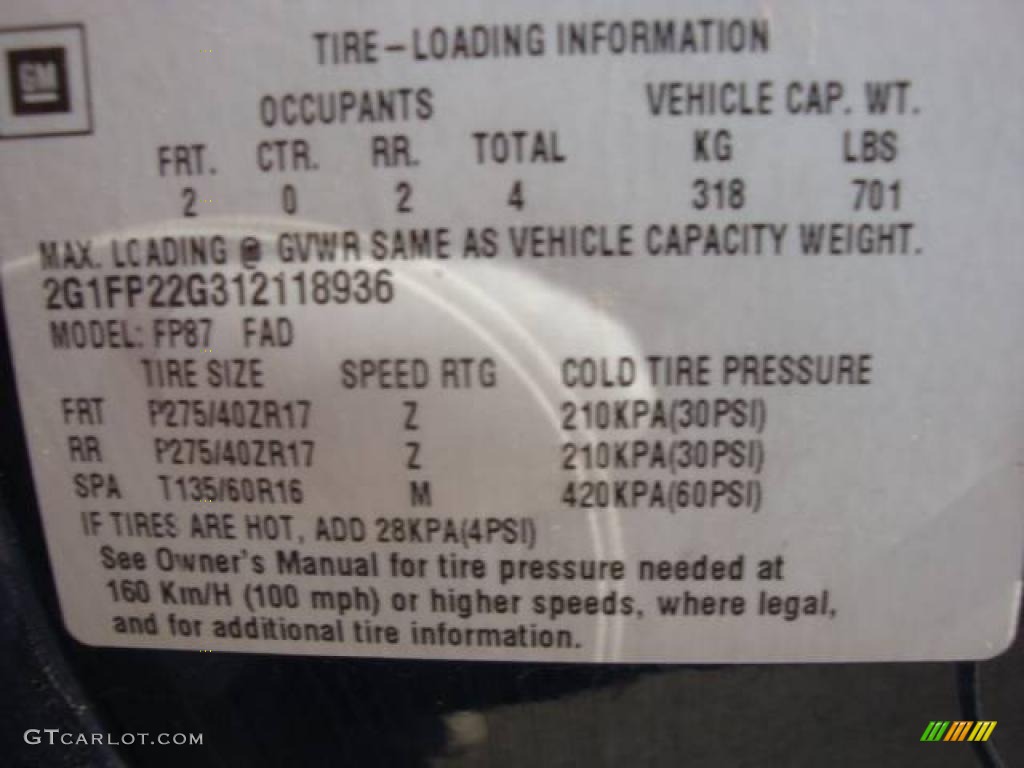 GM
TIRE-LOADING INFORMATION
OCCUPANTS VEHICLE CAP. WT.
FRT. CTR. RR. TOTAL KG LBS
2 0 2 4 318 701
MAX. LOADING @ GVWR SAME AS VEHICLE CAPACITY WEIGHT.
2G1FP22G312118936
MODEL: FP87 FAD
TIRE SIZE SPEED RTG COLD TIRE PRESSURE
FRT P275/40ZR17 Z 210KPA(30PSI)
RR P275/40ZR17 Z 210KPA(30PSI)
SPA T135/60R16 M 420KPA(60PSI)
IF TIRES ARE HOT, ADD 28KPA(4PSI)
See Owner's Manual for tire pressure needed at
160 Km/H (100 mph) or higher speeds, where legal,
and for additional tire information.
GTCARLOT.COM